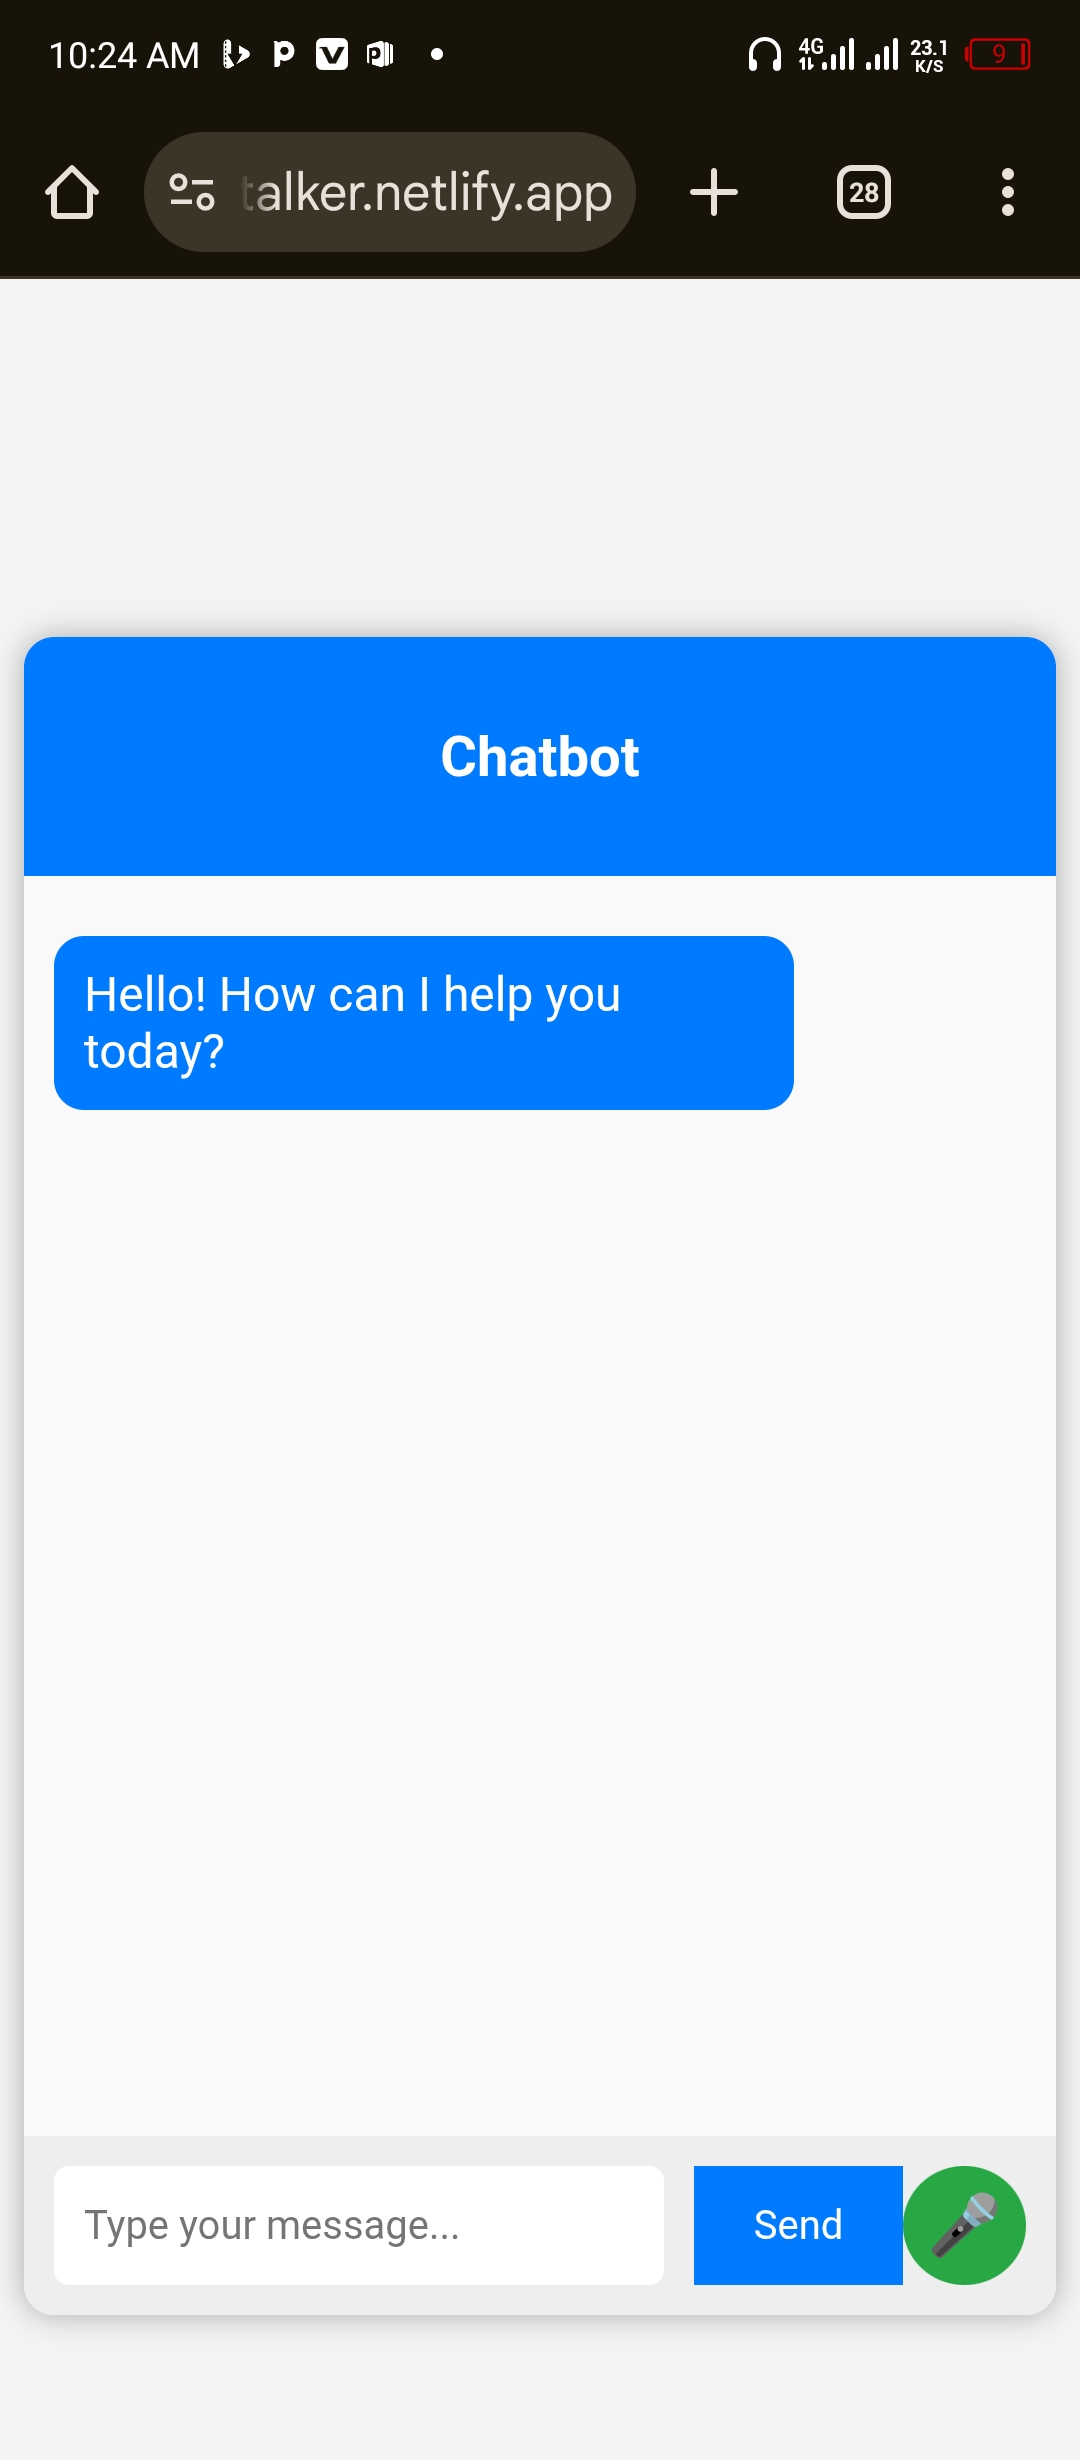 10:24 AM
4G
23.1
K/S
9
talker.netlify.app
28
Chatbot
Hello! How can I help you
today?
Type your message...
Send